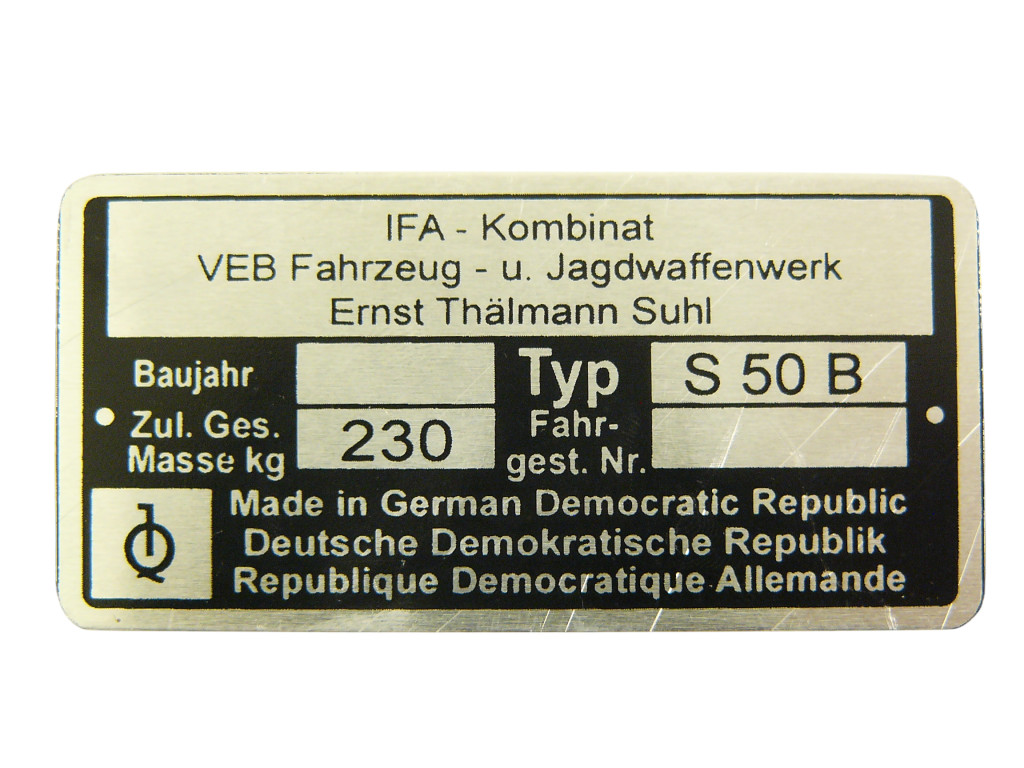 IFA - Kombinat
VEB Fahrzeug - u. Jagdwaffenwerk
Ernst Thälmann Suhl
Baujahr
Typ S 50 B
Zul. Ges.
Masse kg 230
Fahr-
gest. Nr.
1Q
Made in German Democratic Republic
Deutsche Demokratische Republik
Republique Democratique Allemande